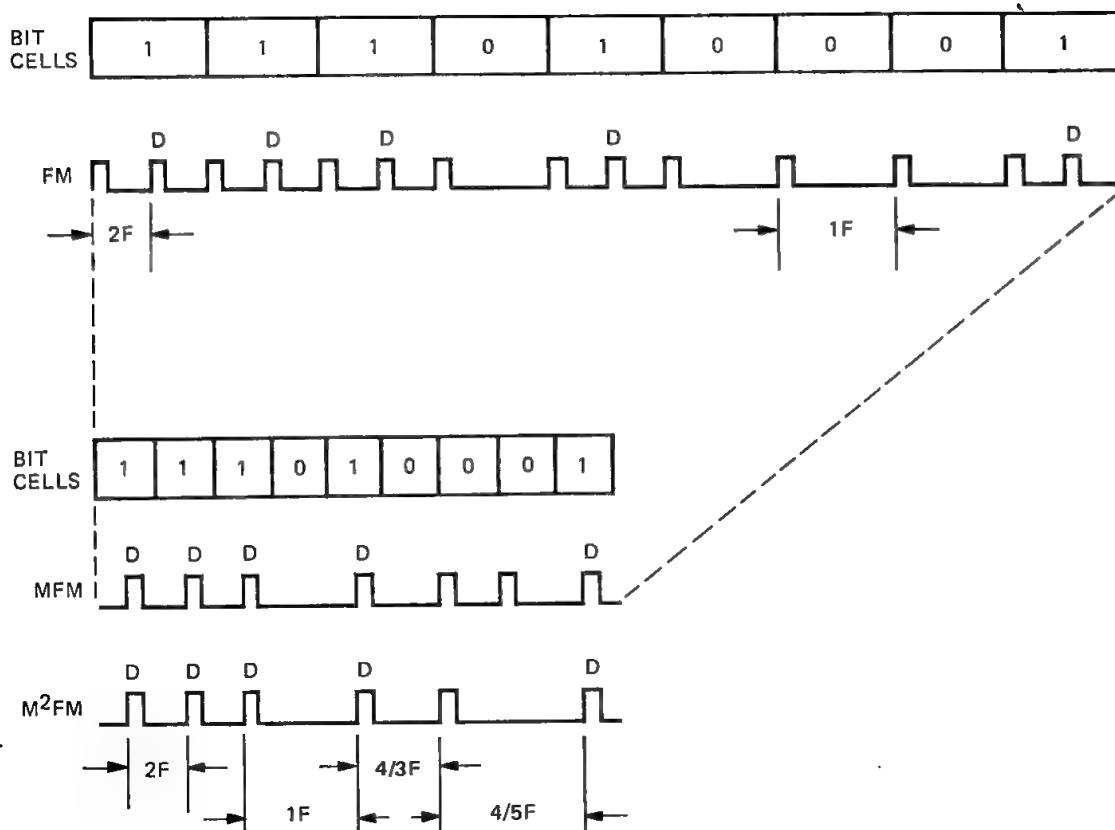 BIT CELLS 1 1 1 0 1 0 0 0 1
D D D D D
FM
2F 1F
BIT CELLS 1 1 1 0 1 0 0 0 1
D D D D D
MFM
D D D D D
M²FM
2F 4/3F
1F 4/5F